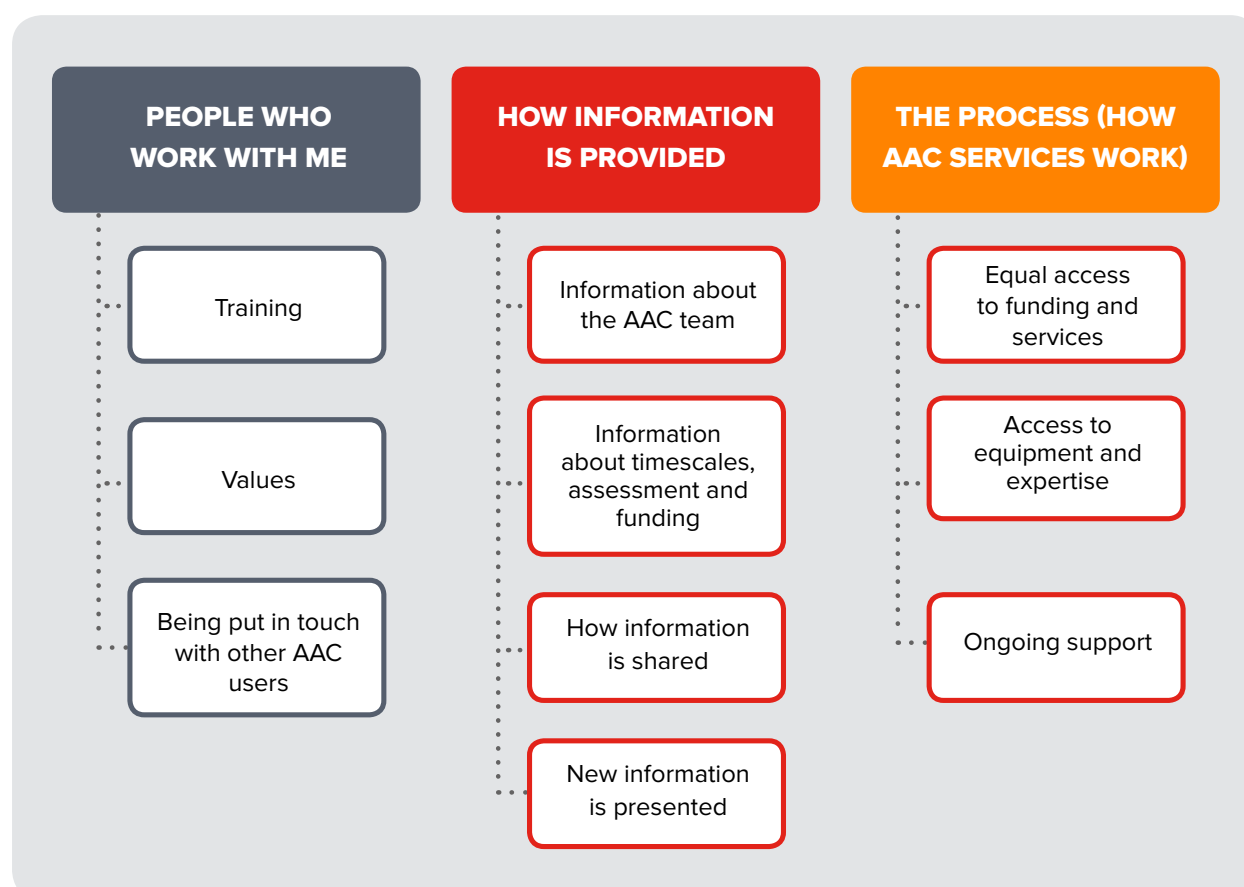 PEOPLE WHO
WORK WITH ME
Training
Values
Being put in touch
with other AAC
users
HOW INFORMATION
IS PROVIDED
Information about
the AAC team
Information
about timescales,
assessment and
funding
How information
is shared
New information
is presented
THE PROCESS (HOW
AAC SERVICES WORK)
Equal access
to funding and
services
Access to
equipment and
expertise
Ongoing support